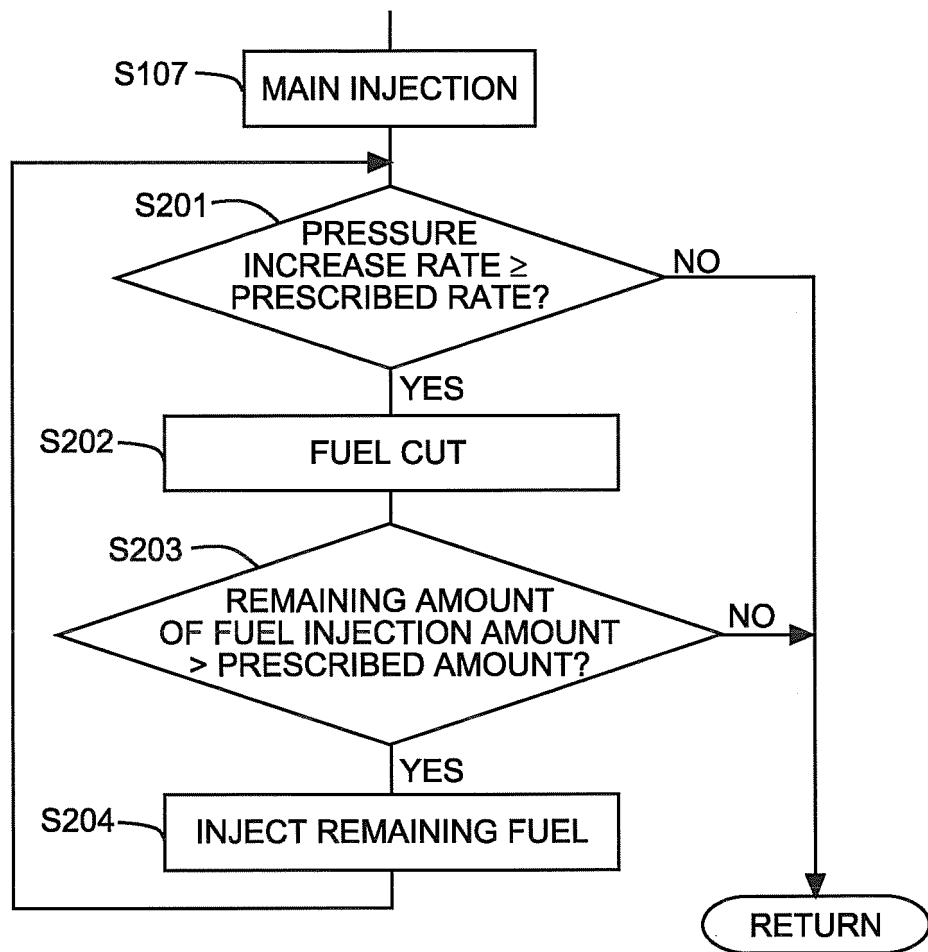 S107
MAIN INJECTION
S201
PRESSURE
INCREASE RATE ≥
PRESCRIBED RATE?
NO
YES
S202
FUEL CUT
S203
REMAINING AMOUNT
OF FUEL INJECTION AMOUNT
> PRESCRIBED AMOUNT?
NO
YES
S204
INJECT REMAINING FUEL
RETURN